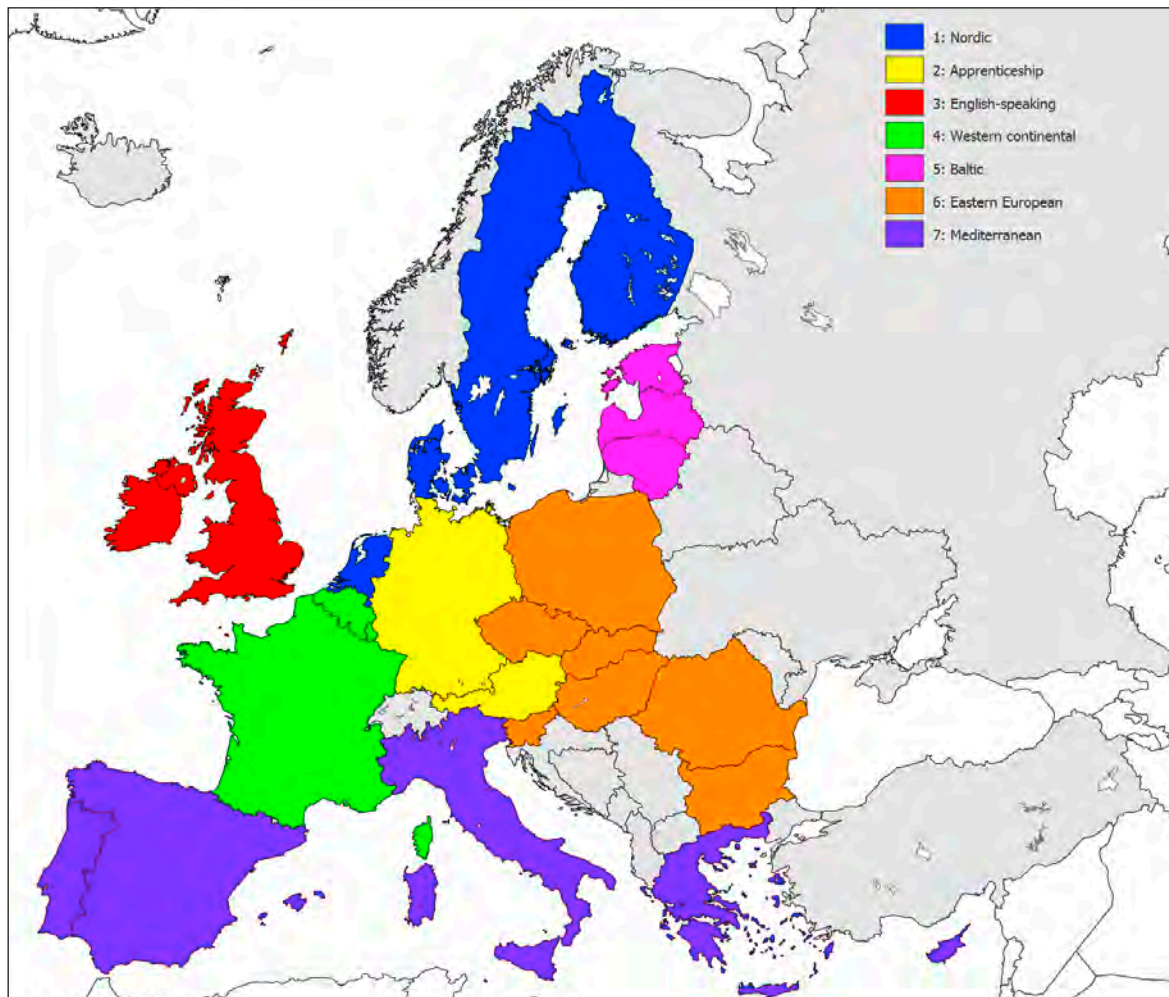 1: Nordic
2: Apprenticeship
3: English-speaking
4: Western continental
5: Baltic
6: Eastern European
7: Mediterranean